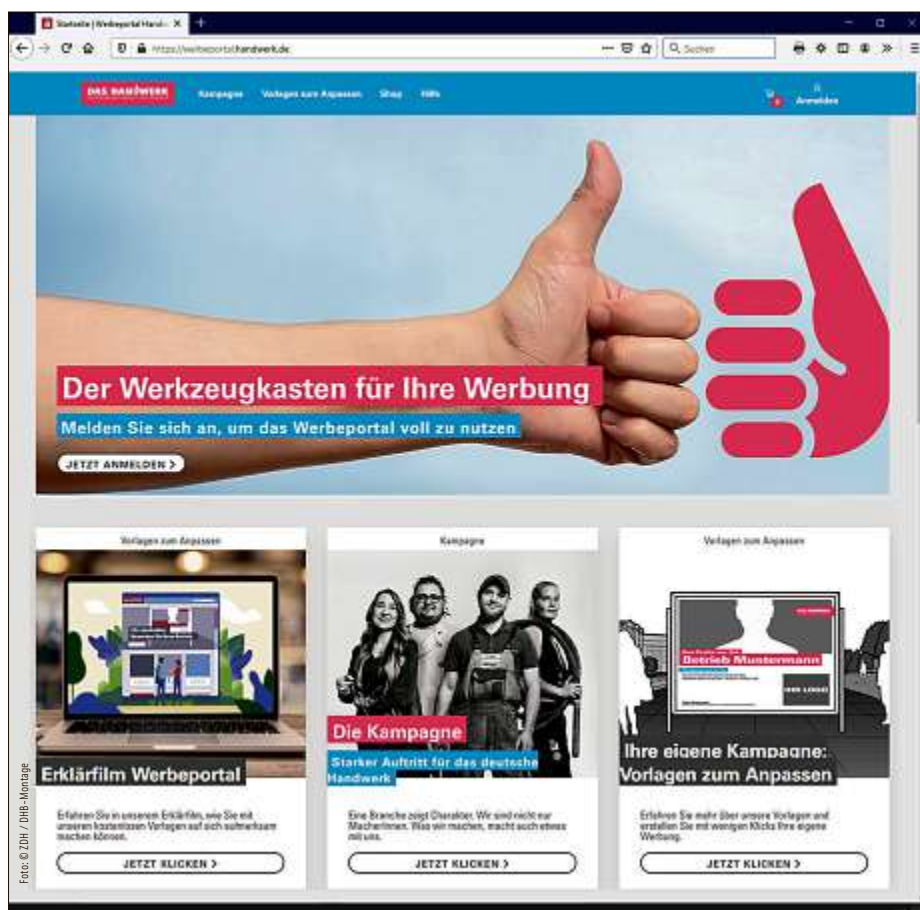 Startseite | Werbeportal Handw
https://werbeportal.handwerk.de
Suchen
DAS HANDWERK
Kampagne Vorlagen zum Anpassen Shop Hilfe
Anmelden
Der Werkzeugkasten für Ihre Werbung
Melden Sie sich an, um das Werbeportal voll zu nutzen
JETZT ANMELDEN >
Vorlagen zum Anpassen
Erklärfilm Werbeportal
Erfahren Sie in unserem Erklärfilm, wie Sie mit
unseren kostenlosen Vorlagen auf sich aufmerksam
machen können.
JETZT KLICKEN >
Kampagne
Die Kampagne
Starker Auftritt für das deutsche
Handwerk
Eine Branche zeigt Charakter. Wir sind nicht nur
Macher:innen. Was wir machen, macht auch etwas
mit uns.
JETZT KLICKEN >
Vorlagen zum Anpassen
Betrieb Mustermann
IHR LOGO
Ihre eigene Kampagne:
Vorlagen zum Anpassen
Erfahren Sie mehr über unsere Vorlagen und
erstellen Sie mit wenigen Klicks Ihre eigene
Werbung.
JETZT KLICKEN >
Foto: © ZDH / DHB-Montage